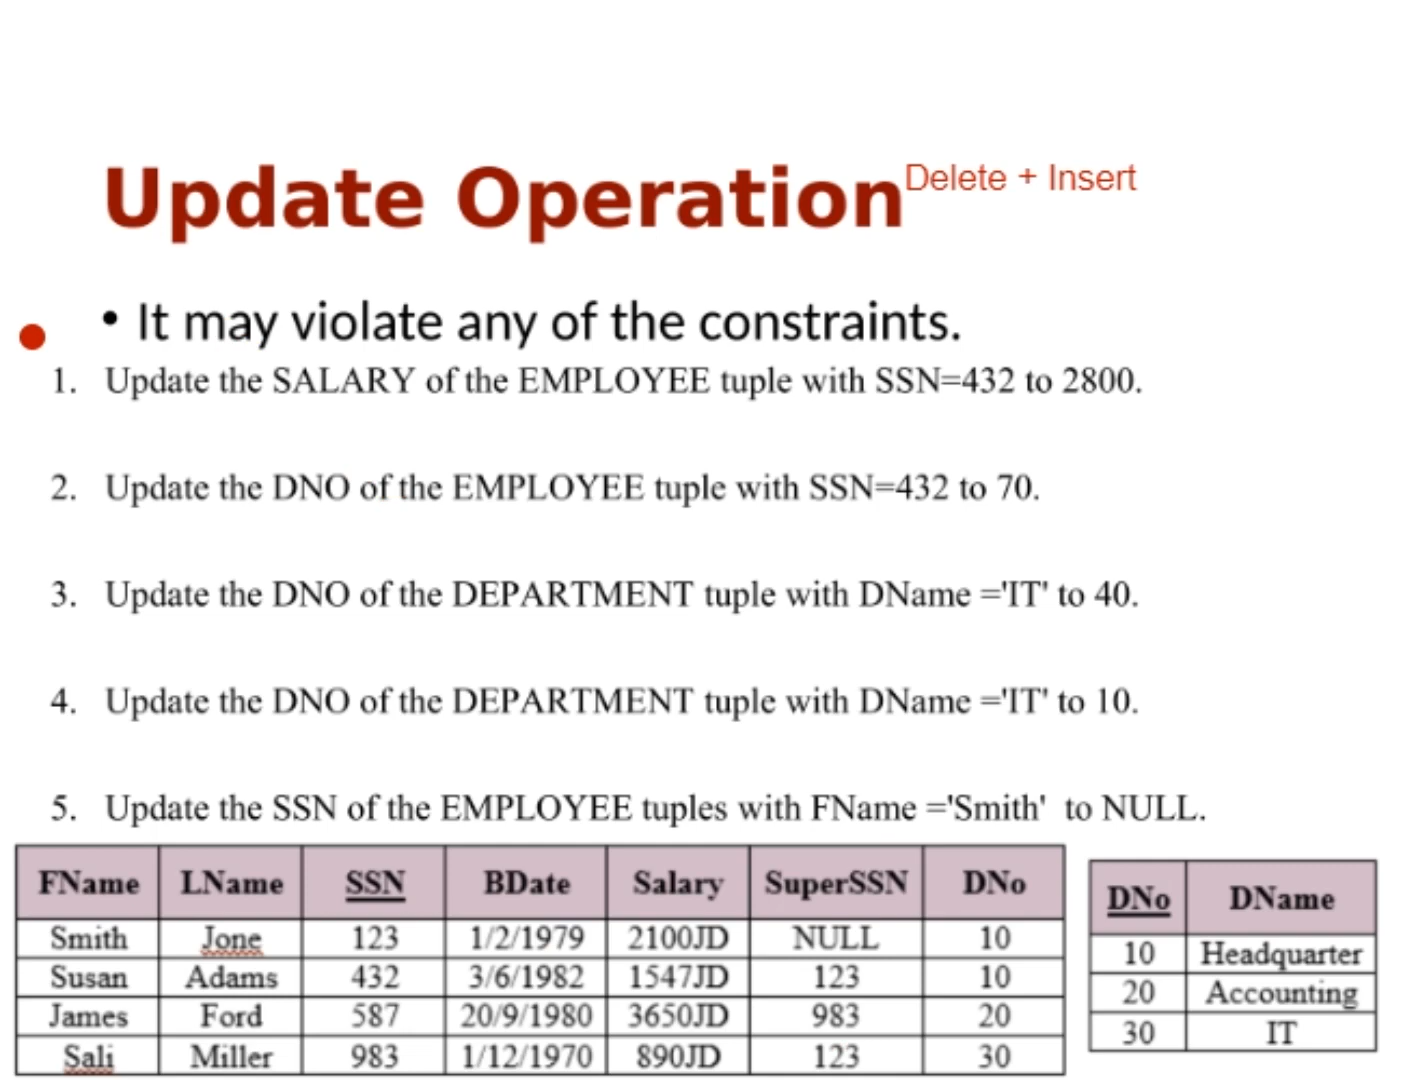 Update Operation Delete + Insert
• It may violate any of the constraints.
1. Update the SALARY of the EMPLOYEE tuple with SSN=432 to 2800.
2. Update the DNO of the EMPLOYEE tuple with SSN=432 to 70.
3. Update the DNO of the DEPARTMENT tuple with DName ='IT' to 40.
4. Update the DNO of the DEPARTMENT tuple with DName ='IT' to 10.
5. Update the SSN of the EMPLOYEE tuples with FName ='Smith' to NULL.
FName LName SSN BDate Salary SuperSSN DNo
Smith Jone 123 1/2/1979 2100JD NULL 10
Susan Adams 432 3/6/1982 1547JD 123 10
James Ford 587 20/9/1980 3650JD 983 20
Sali Miller 983 1/12/1970 890JD 123 30
DNo DName
10 Headquarter
20 Accounting
30 IT